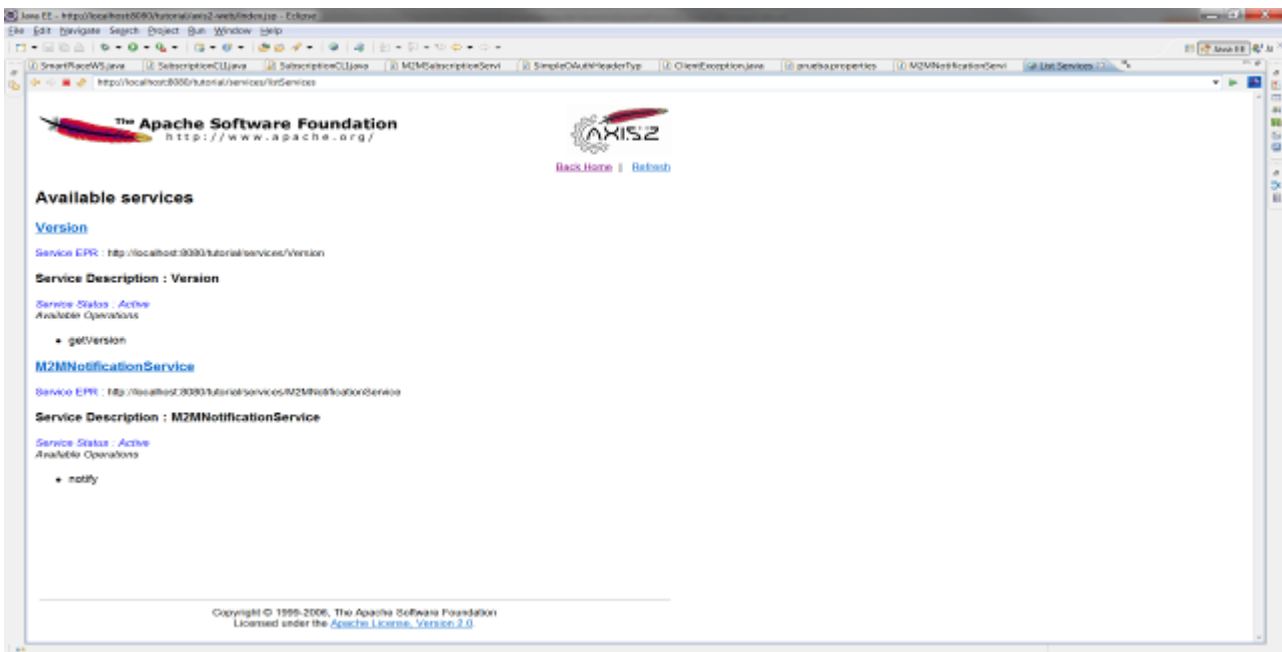 Java EE - http://localhost:8080/tutorial/axis2-web/index.jsp - Eclipse
File Edit Navigate Search Project Run Window Help
Java EE
SmartPlaceWS.java SubscriptionCLI.java SubscriptionCLI.java M2MSubscriptionServi SimpleOAuthHeaderTyp ClientException.java prueba.properties M2MNotificationServi List Services
http://localhost:8080/tutorial/services/listServices
The Apache Software Foundation
http://www.apache.org/
AXIS2
Back Home | Refresh
Available services
Version
Service EPR : http://localhost:8080/tutorial/services/Version
Service Description : Version
Service Status : Active
Available Operations
• getVersion
M2MNotificationService
Service EPR : http://localhost:8080/tutorial/services/M2MNotificationService
Service Description : M2MNotificationService
Service Status : Active
Available Operations
• notify
Copyright © 1999-2006, The Apache Software Foundation
Licensed under the Apache License, Version 2.0.